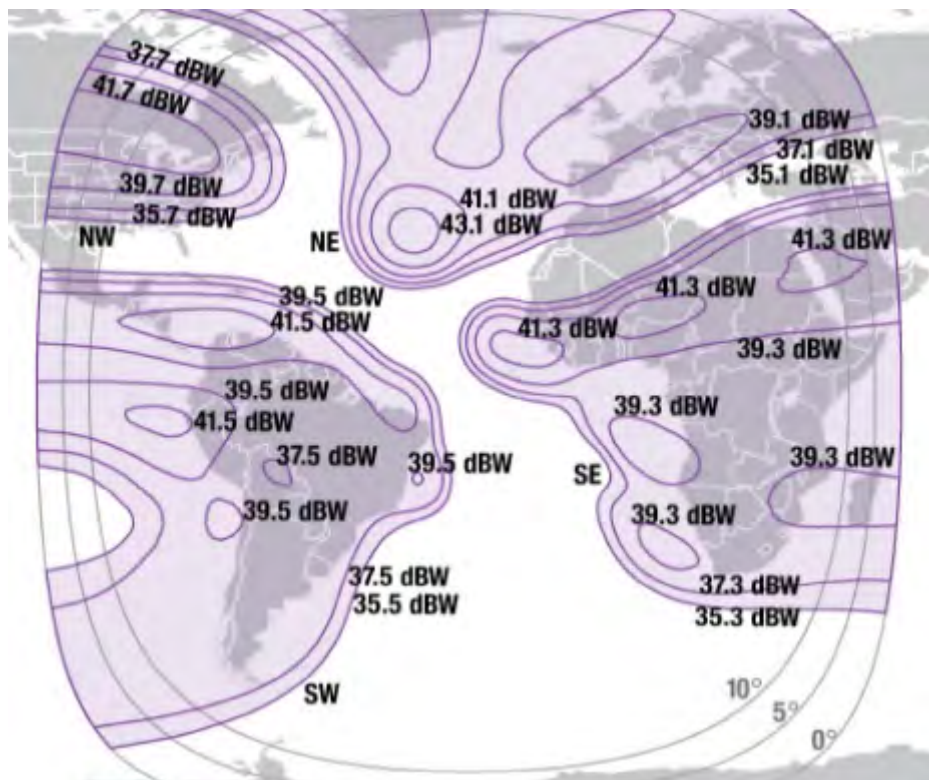 37.7 dBW
41.7 dBW
39.1 dBW
37.1 dBW
35.1 dBW
39.7 dBW
41.1 dBW
35.7 dBW
43.1 dBW
NW
NE
41.3 dBW
41.3 dBW
39.5 dBW
41.5 dBW
41.3 dBW
39.3 dBW
39.5 dBW
39.3 dBW
41.5 dBW
37.5 dBW
39.5 dBW
39.3 dBW
SE
39.5 dBW
39.3 dBW
37.5 dBW
37.3 dBW
35.5 dBW
35.3 dBW
SW
10°
5°
0°